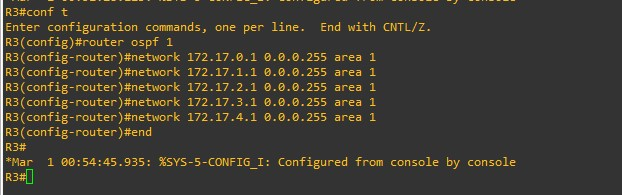 R3#conf t
Enter configuration commands, one per line.  End with CNTL/Z.
R3(config)#router ospf 1
R3(config-router)#network 172.17.0.1 0.0.0.255 area 1
R3(config-router)#network 172.17.1.1 0.0.0.255 area 1
R3(config-router)#network 172.17.2.1 0.0.0.255 area 1
R3(config-router)#network 172.17.3.1 0.0.0.255 area 1
R3(config-router)#network 172.17.4.1 0.0.0.255 area 1
R3(config-router)#end
R3#
*Mar  1 00:54:45.935: %SYS-5-CONFIG_I: Configured from console by console
R3#